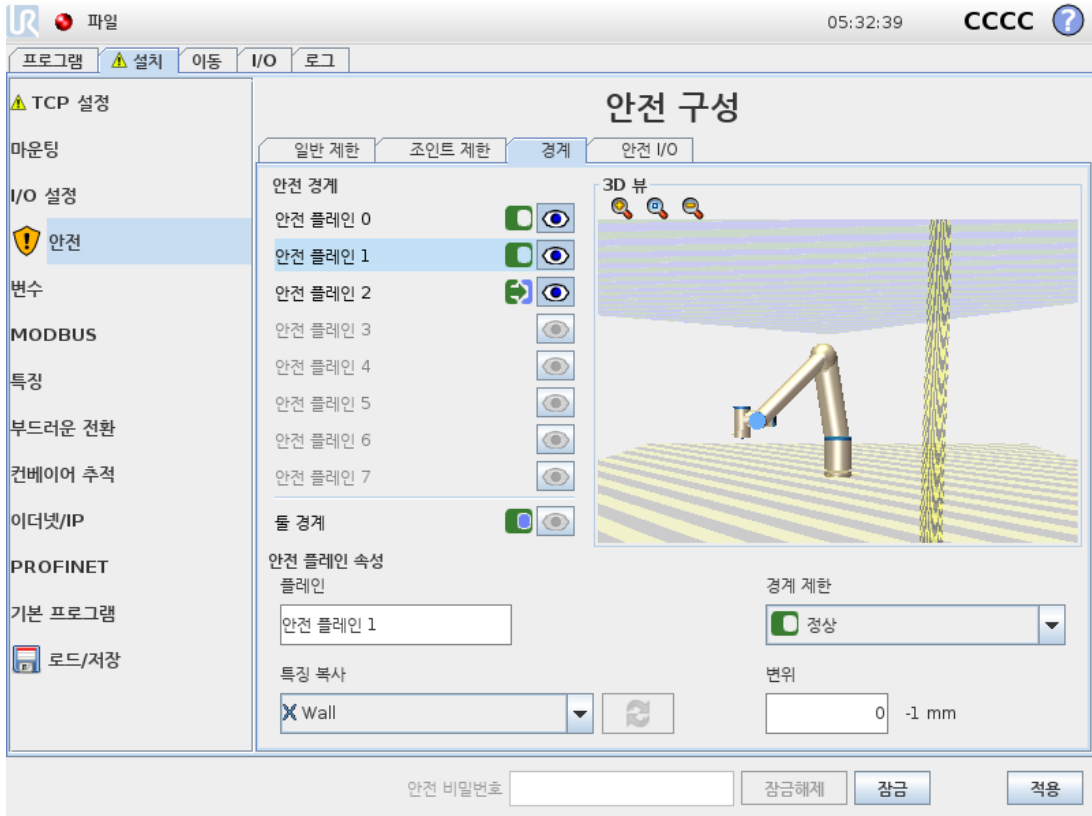 UR 파일 05:32:39 CCCC ?
프로그램 설치 이동 I/O 로그
TCP 설정
마운팅
I/O 설정
안전
변수
MODBUS
특징
부드러운 전환
컨베이어 추적
이더넷/IP
PROFINET
기본 프로그램
로드/저장
안전 구성
일반 제한 조인트 제한 경계 안전 I/O
안전 경계
안전 플레인 0
안전 플레인 1
안전 플레인 2
안전 플레인 3
안전 플레인 4
안전 플레인 5
안전 플레인 6
안전 플레인 7
툴 경계
3D 뷰
안전 플레인 속성
플레인 경계 제한
안전 플레인 1 정상
특징 복사 변위
Wall 0 -1 mm
안전 비밀번호 잠금해제 잠금 적용